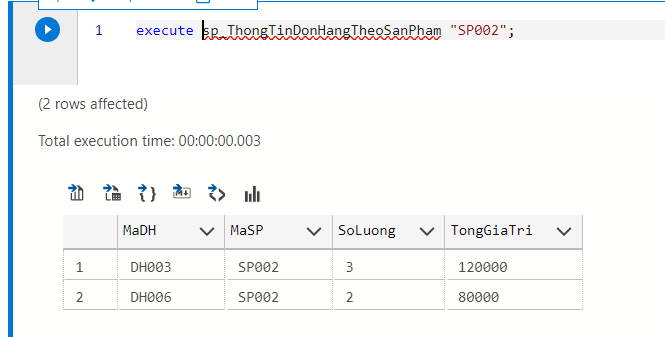 1 execute sp_ThongTinDonHangTheoSanPham "SP002";
(2 rows affected)
Total execution time: 00:00:00.003
MaDH MaSP SoLuong TongGiaTri
1 DH003 SP002 3 120000
2 DH006 SP002 2 80000